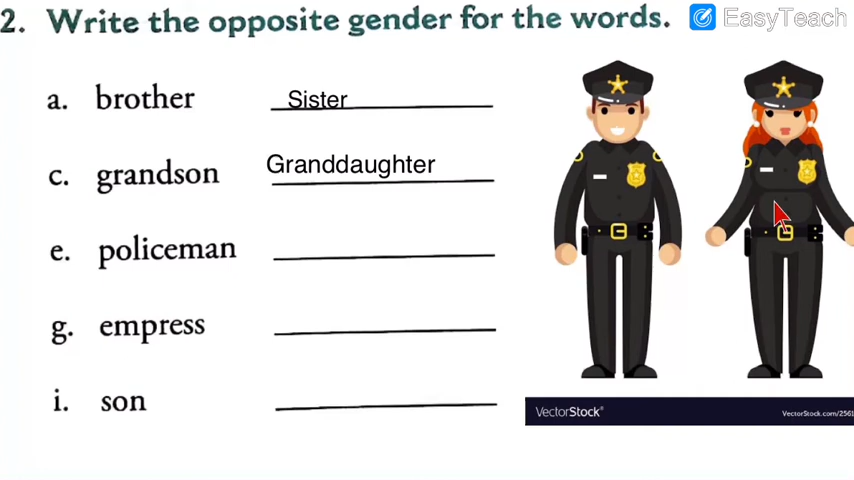 2. Write the opposite gender for the words.
EasyTeach
a. brother Sister
c. grandson Granddaughter
e. policeman
g. empress
i. son
VectorStock®
VectorStock.com/2561